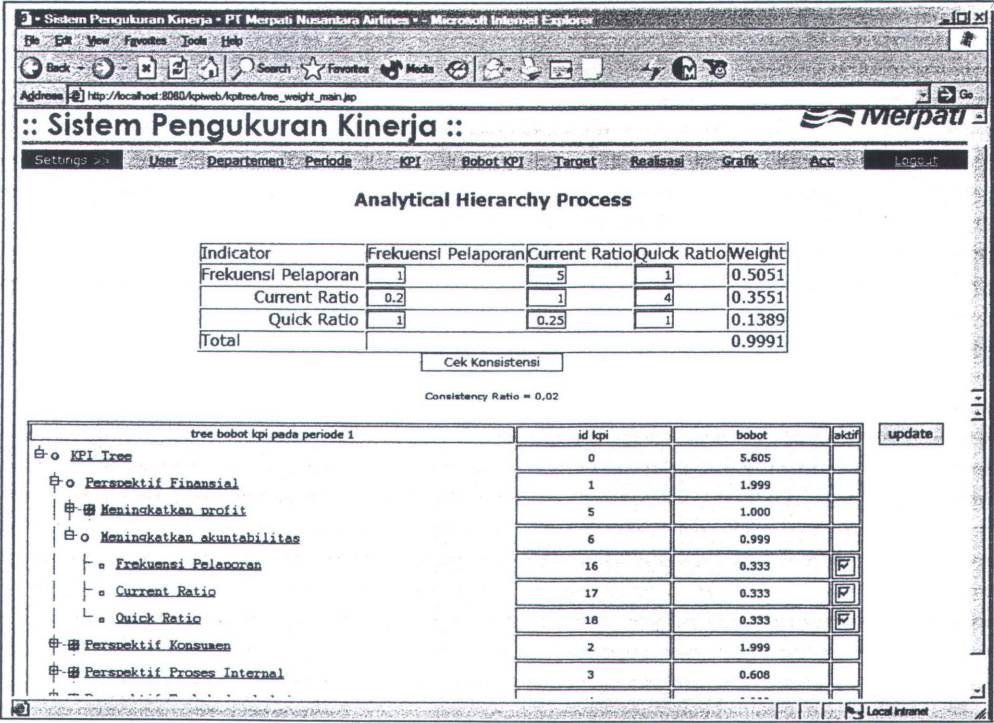 - Sistem Pengukuran Kinerja - PT Merpati Nusantara Airlines - - Microsoft Internet Explorer
File Edit View Favorites Tools Help
Back Search Favorites Media
Address http://localhost:8080/kpiweb/kpitree/tree_weight_main.jsp Go
:: Sistem Pengukuran Kinerja :: Merpati
Settings >> User Departemen Periode KPI Bobot KPI Target Realisasi Grafik Acc Logout
Analytical Hierarchy Process
Indicator Frekuensi Pelaporan Current Ratio Quick Ratio Weight
Frekuensi Pelaporan 1 5 1 0.5051
Current Ratio 0.2 1 4 0.3551
Quick Ratio 1 0.25 1 0.1389
Total 0.9991
Cek Konsistensi
Consistency Ratio = 0,02
tree bobot kpi pada periode 1 id kpi bobot aktif update
KPI Tree 0 5.605
Perspektif Finansial 1 1.999
Meningkatkan profit 5 1.000
Meningkatkan akuntabilitas 6 0.999
Frekuensi Pelaporan 16 0.333
Current Ratio 17 0.333
Quick Ratio 18 0.333
Perspektif Konsumen 2 1.999
Perspektif Proses Internal 3 0.608
Local intranet